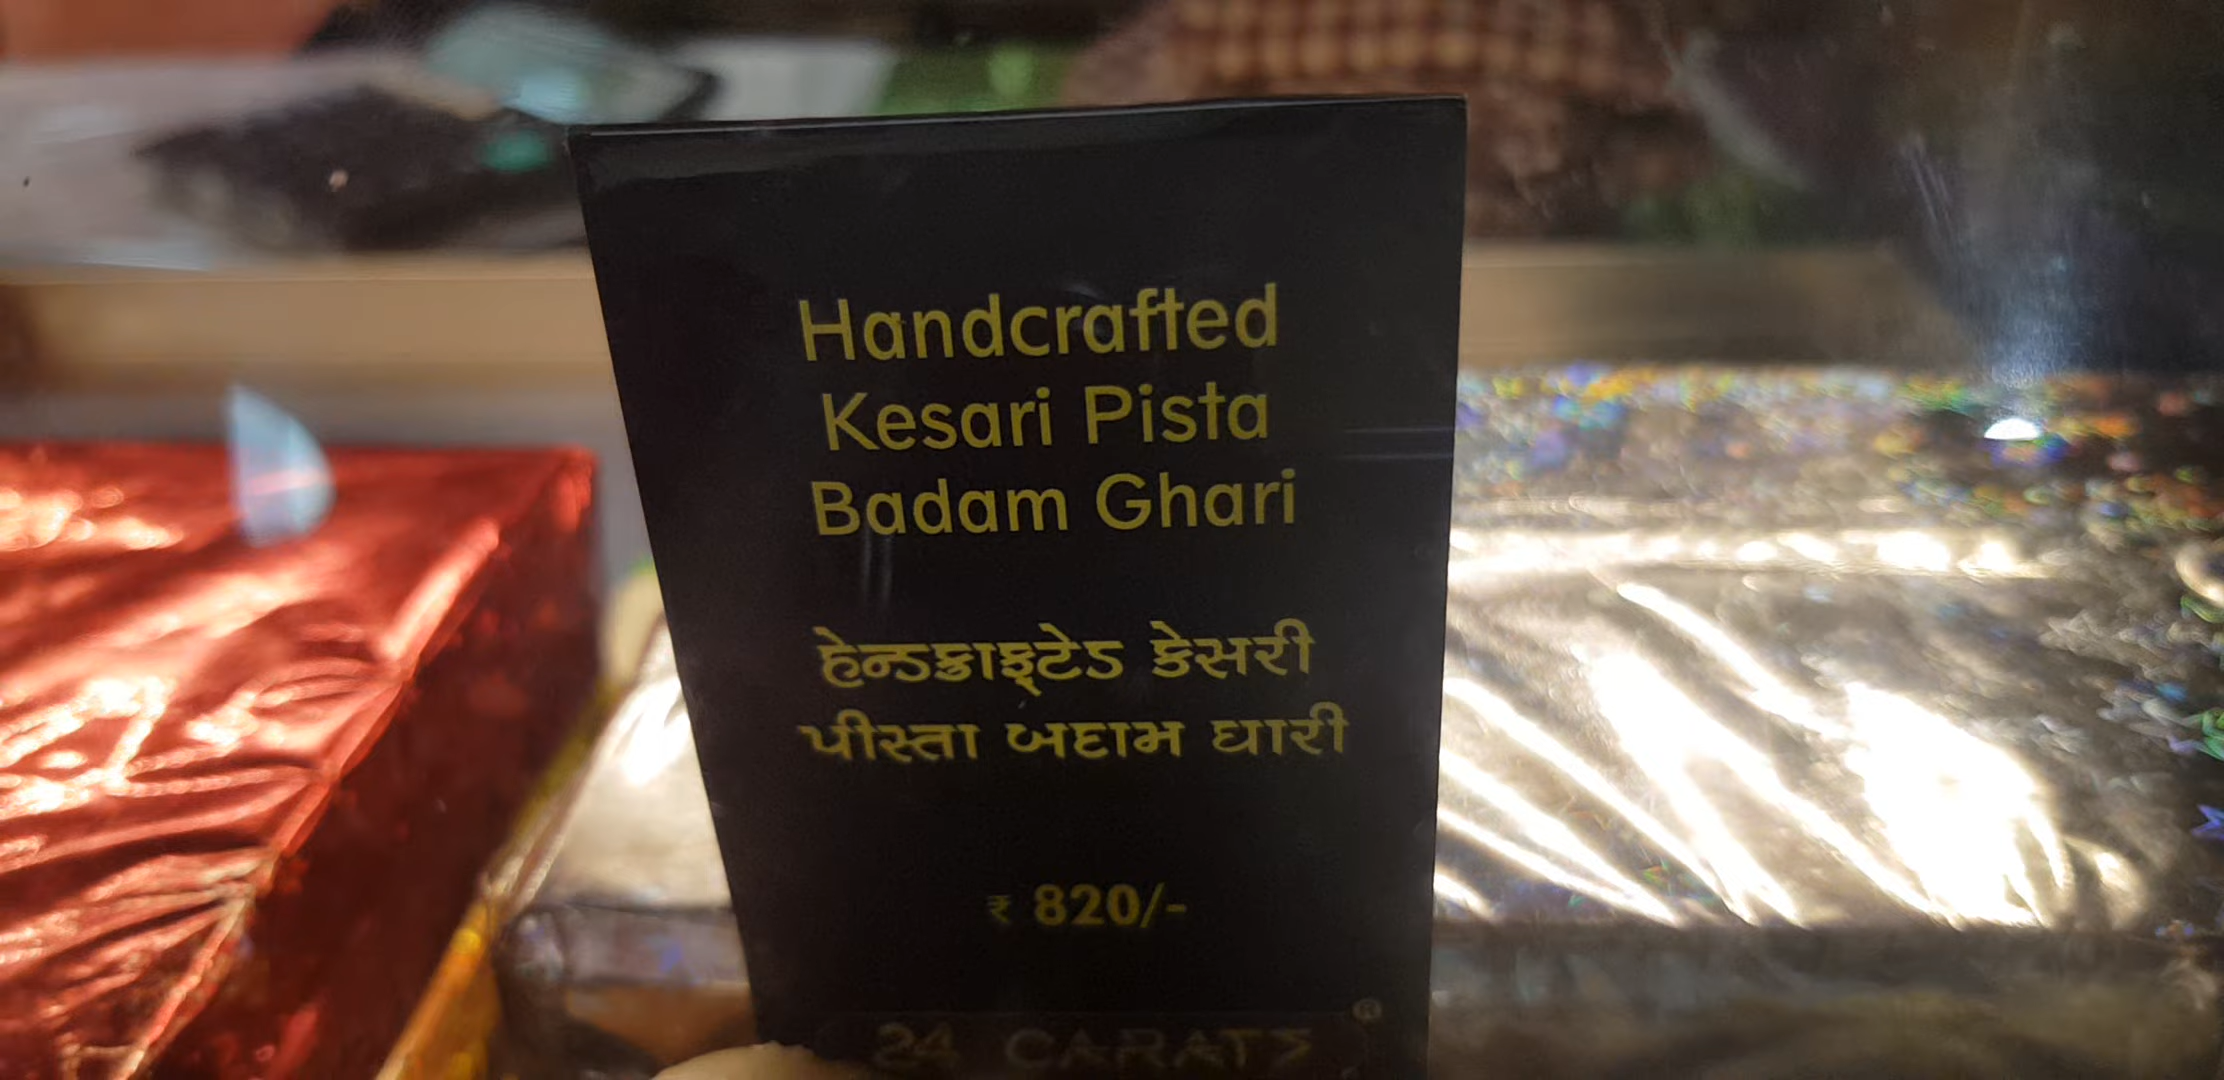 Handcrafted
Kesari Pista
Badam Ghari
હેન્ડક્રાફ્ટેડ કેસરી
પીસ્તા બદામ ઘારી
₹ 820/-
24 CARATS ®